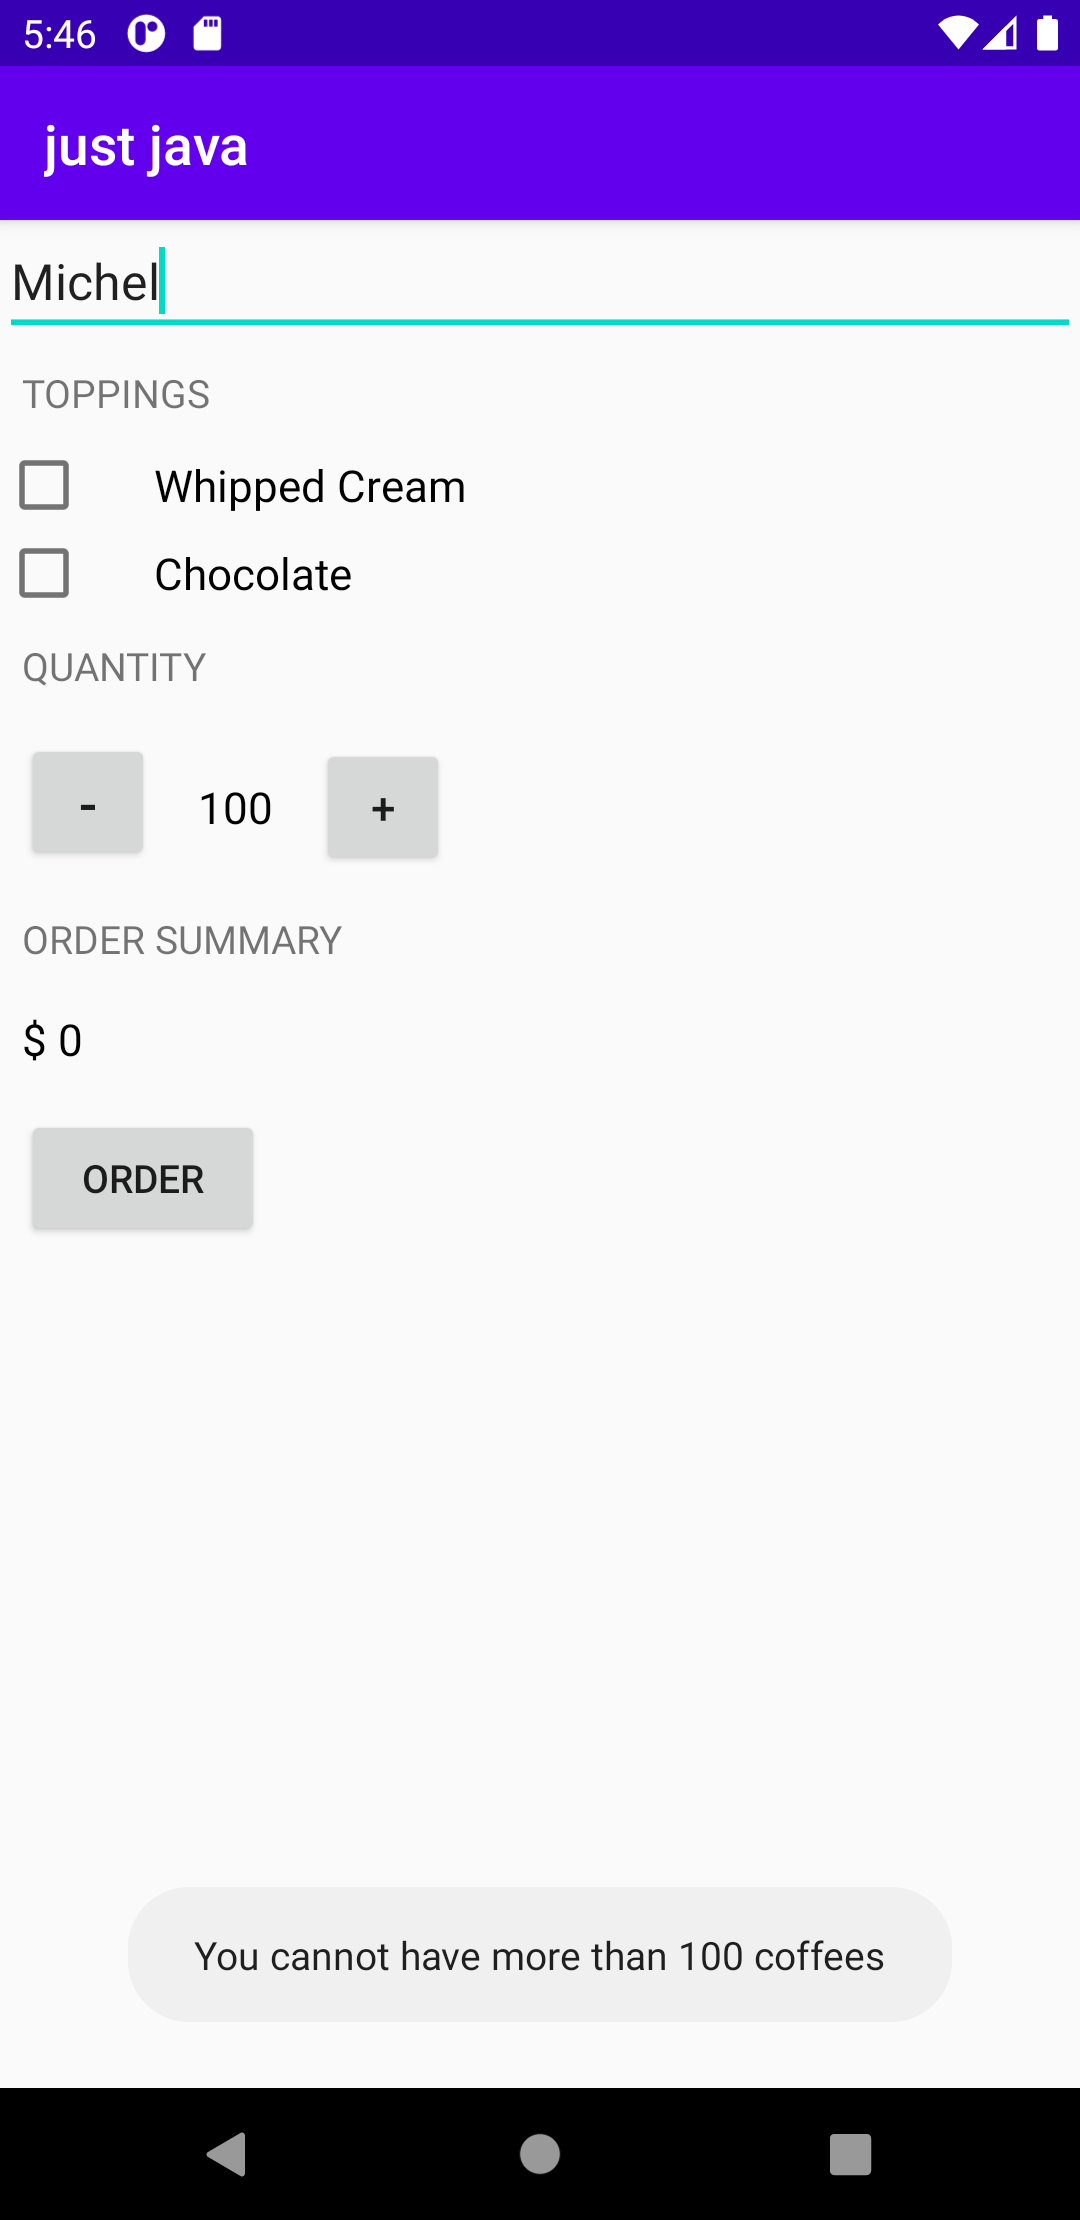 5:46
just java
Michel
TOPPINGS
Whipped Cream
Chocolate
QUANTITY
- 100 +
ORDER SUMMARY
$ 0
ORDER
You cannot have more than 100 coffees